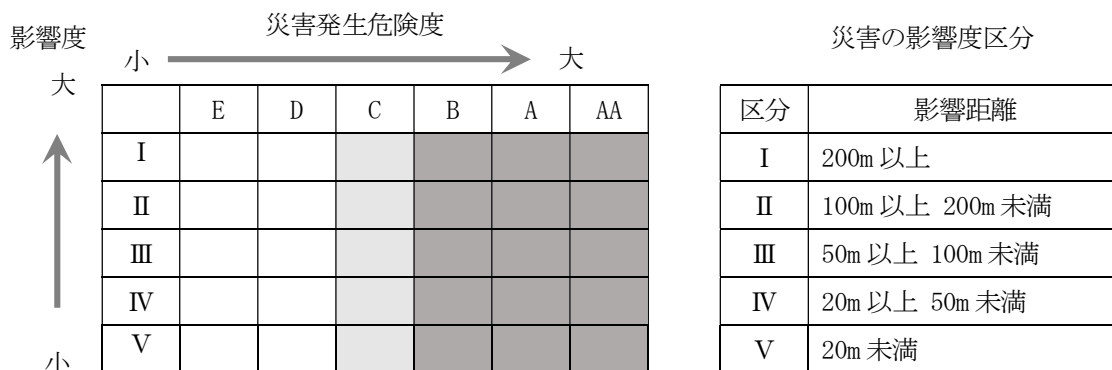 災害発生危険度
影響度
小 大
大
E D C B A AA
Ⅰ
Ⅱ
Ⅲ
Ⅳ
Ⅴ
小
災害の影響度区分
区分 影響距離
Ⅰ 200m 以上
Ⅱ 100m 以上 200m 未満
Ⅲ 50m 以上 100m 未満
Ⅳ 20m 以上 50m 未満
Ⅴ 20m 未満